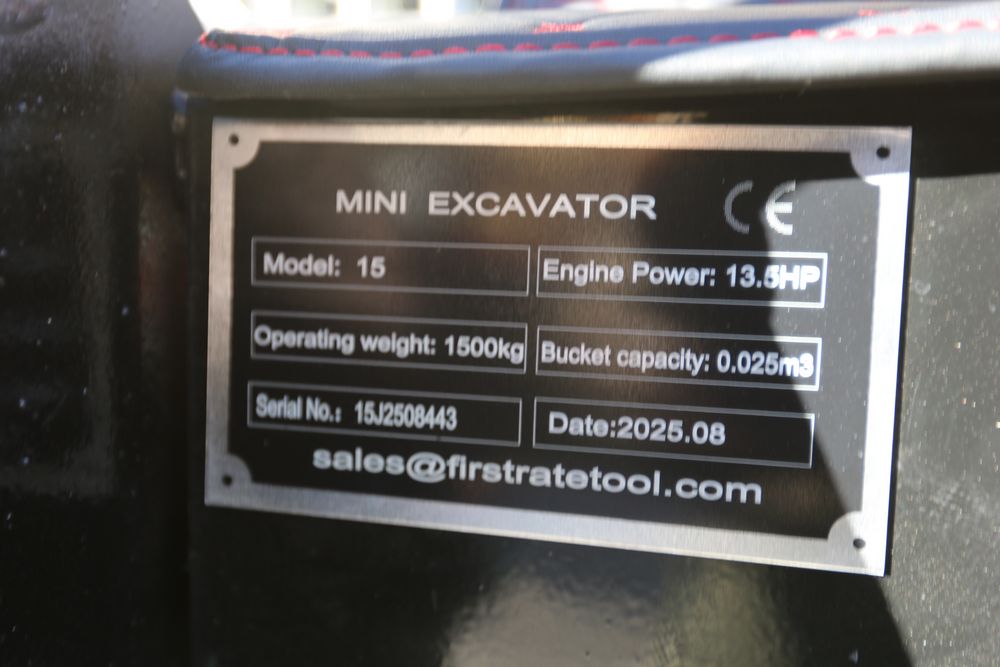 MINI EXCAVATOR CE
Model: 15
Engine Power: 13.5HP
Operating weight: 1500kg
Bucket capacity: 0.025m3
Serial No.: 15J2508443
Date:2025.08
sales@firstratetool.com